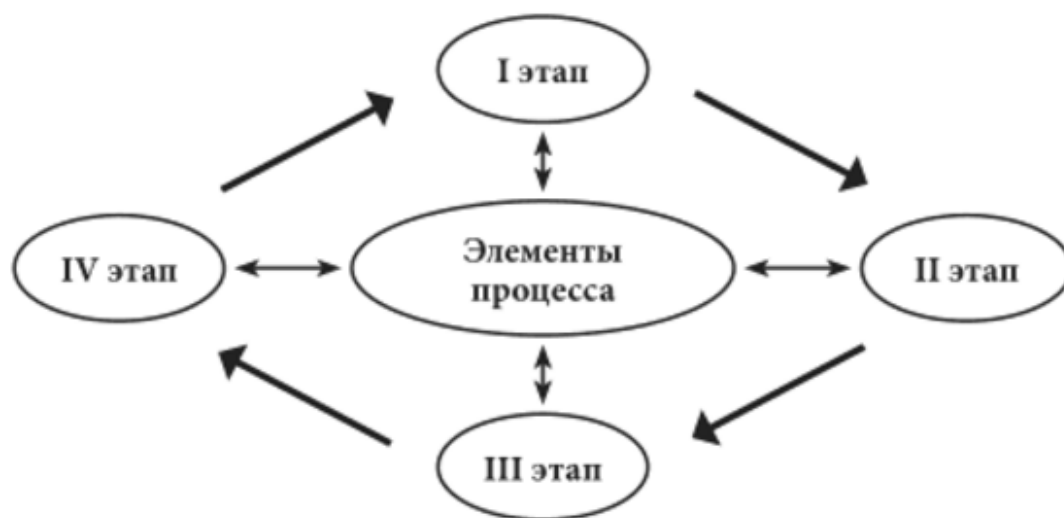 I этап
IV этап
Элементы
процесса
II этап
III этап